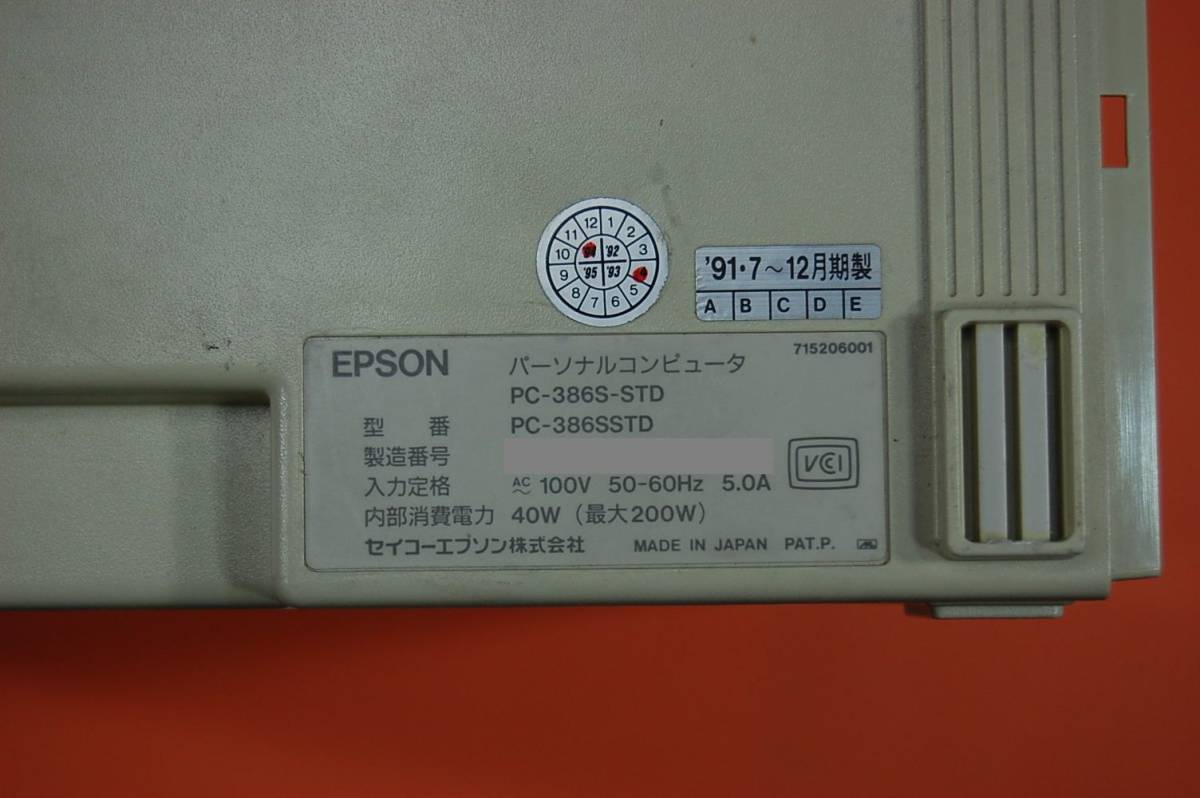 12 1 2 3 4 5 6 7 8 9 10 11
'94 '92
'95 '93
'91・7～12月期製
A B C D E
EPSON パーソナルコンピュータ 715206001
PC-386S-STD
型番 PC-386SSTD
製造番号
入力定格 AC～ 100V 50-60Hz 5.0A
VCI
内部消費電力 40W (最大200W)
セイコーエプソン株式会社 MADE IN JAPAN PAT.P.